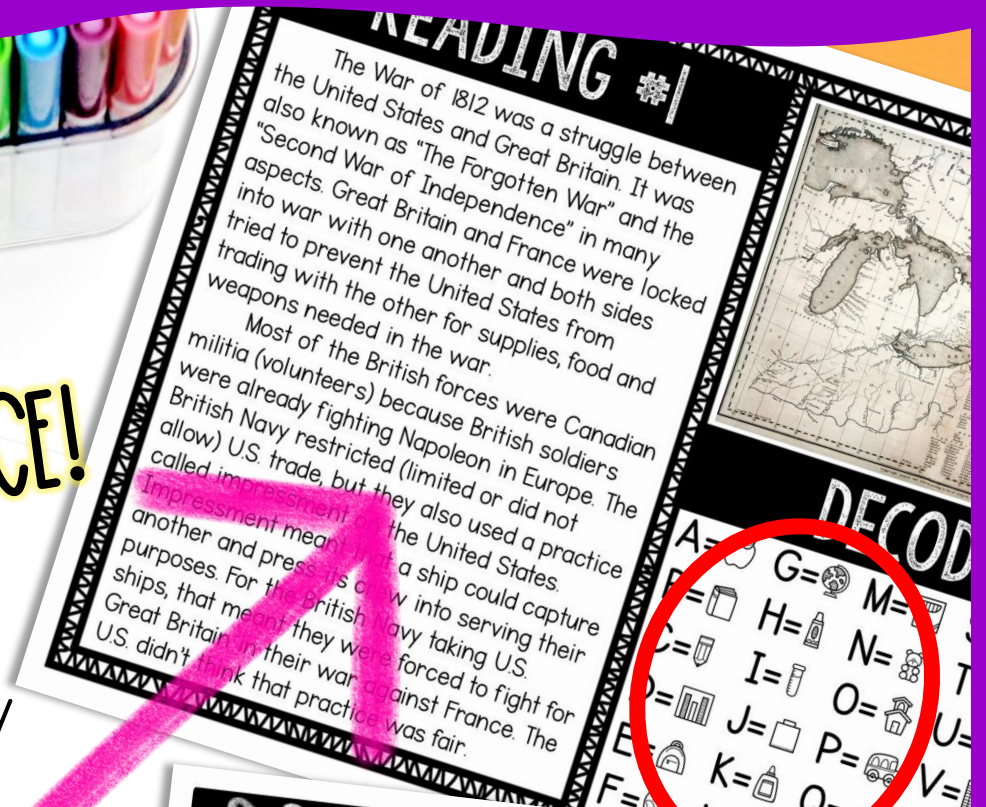 READING #1
The War of 1812 was a struggle between
the United States and Great Britain. It was
also known as "The Forgotten War" and the
"Second War of Independence" in many
aspects. Great Britain and France were locked
into war with one another and both sides
tried to prevent the United States from
trading with the other for supplies, food and
weapons needed in the war.
Most of the British forces were Canadian
militia (volunteers) because British soldiers
were already fighting Napoleon in Europe. The
British Navy restricted (limited or did not
allow) U.S. trade, but they also used a practice
called impressment on the United States.
Impressment meant that a ship could capture
another and press its crew into serving their
purposes. For the British Navy taking U.S.
ships, that meant they were forced to fight for
Great Britain in their war against France. The
U.S. didn't think that practice was fair.
CE!
DECOD
A= G= M=
B= H= N=
C= I= O= T
D= J= P= U=
E= K= Q= V=
F=